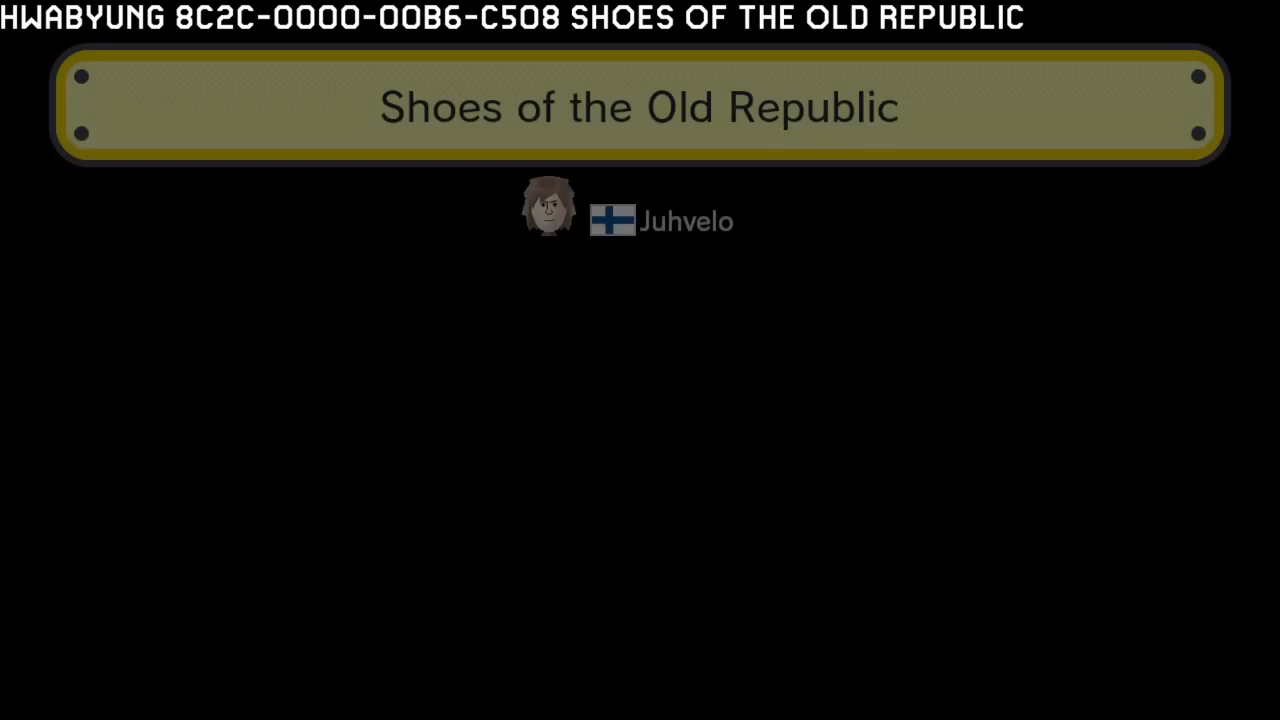 HWABYUNG 8C2C-0000-00B6-C508 SHOES OF THE OLD REPUBLIC
Shoes of the Old Republic
Juhvelo